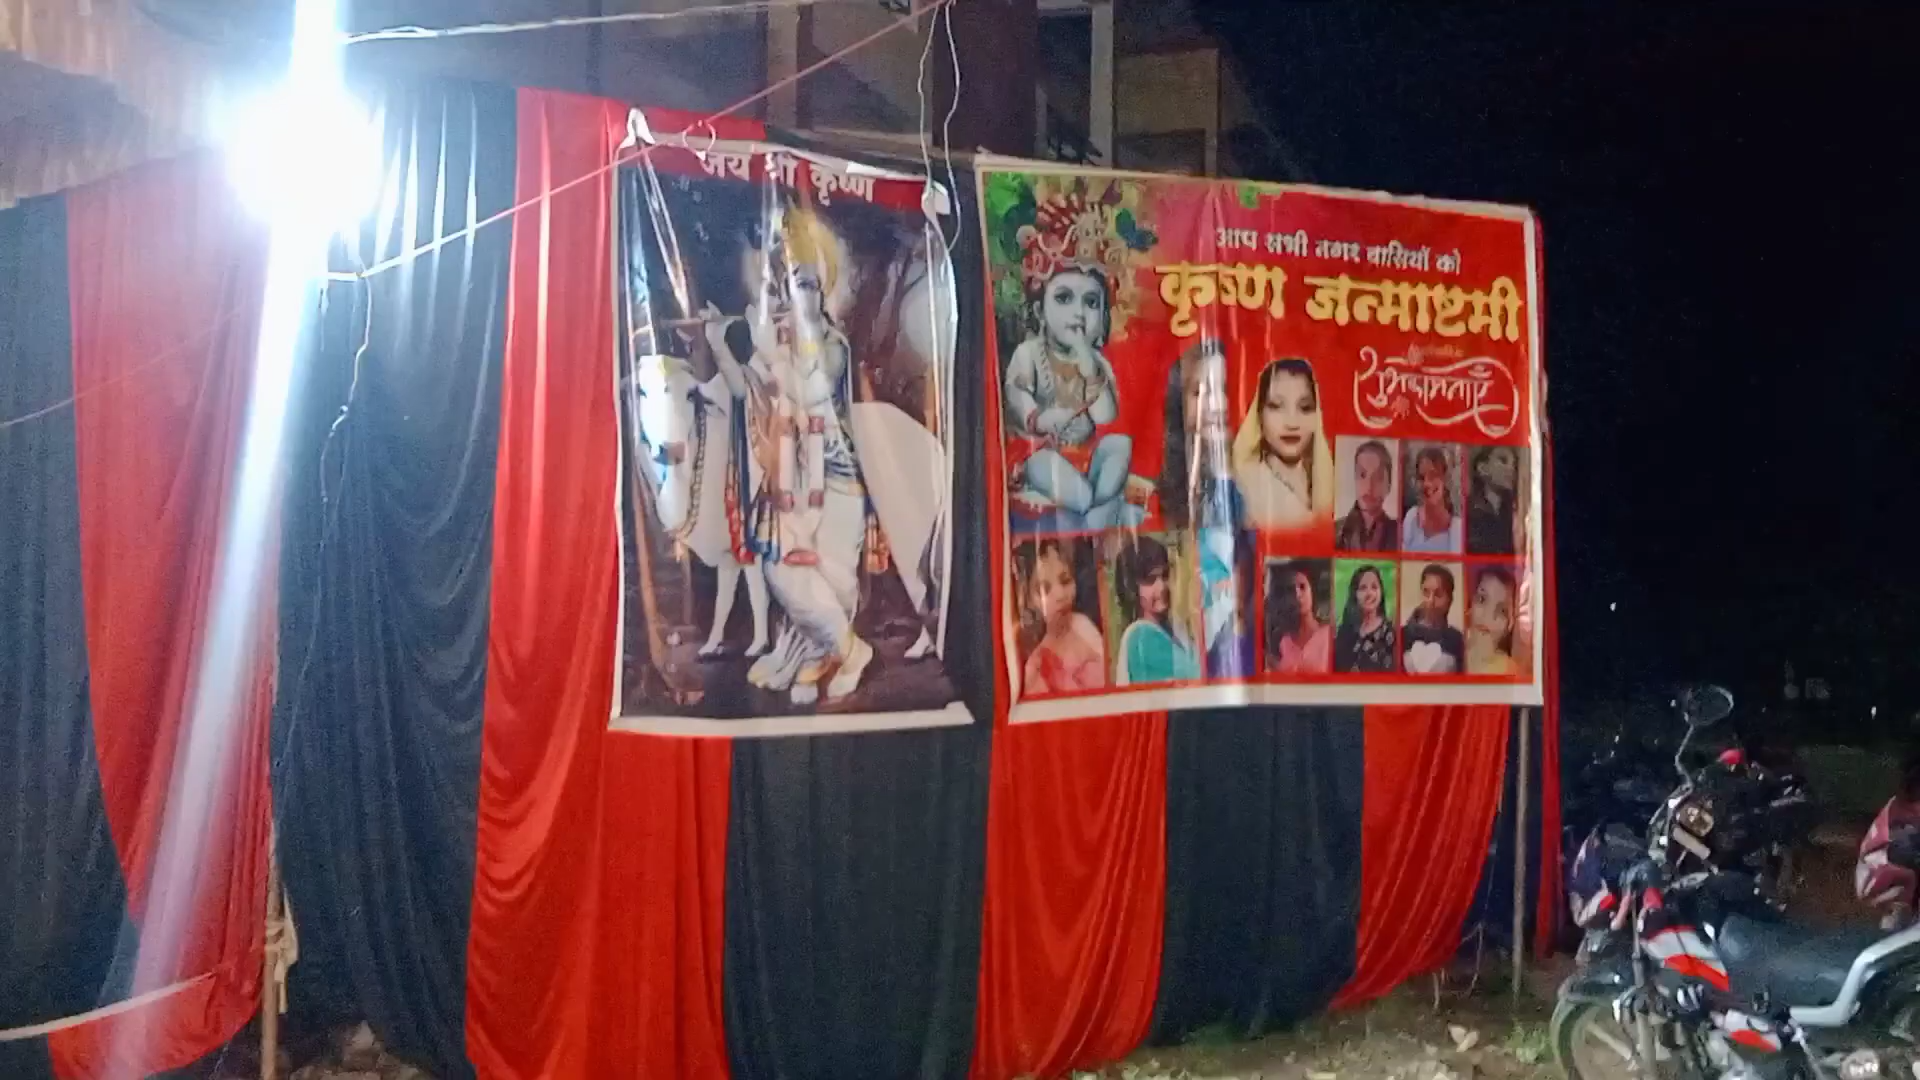 जय श्री कृष्ण
आप सभी नगर वासियों को
कृष्ण जन्माष्टमी
शुभकामनाएँ